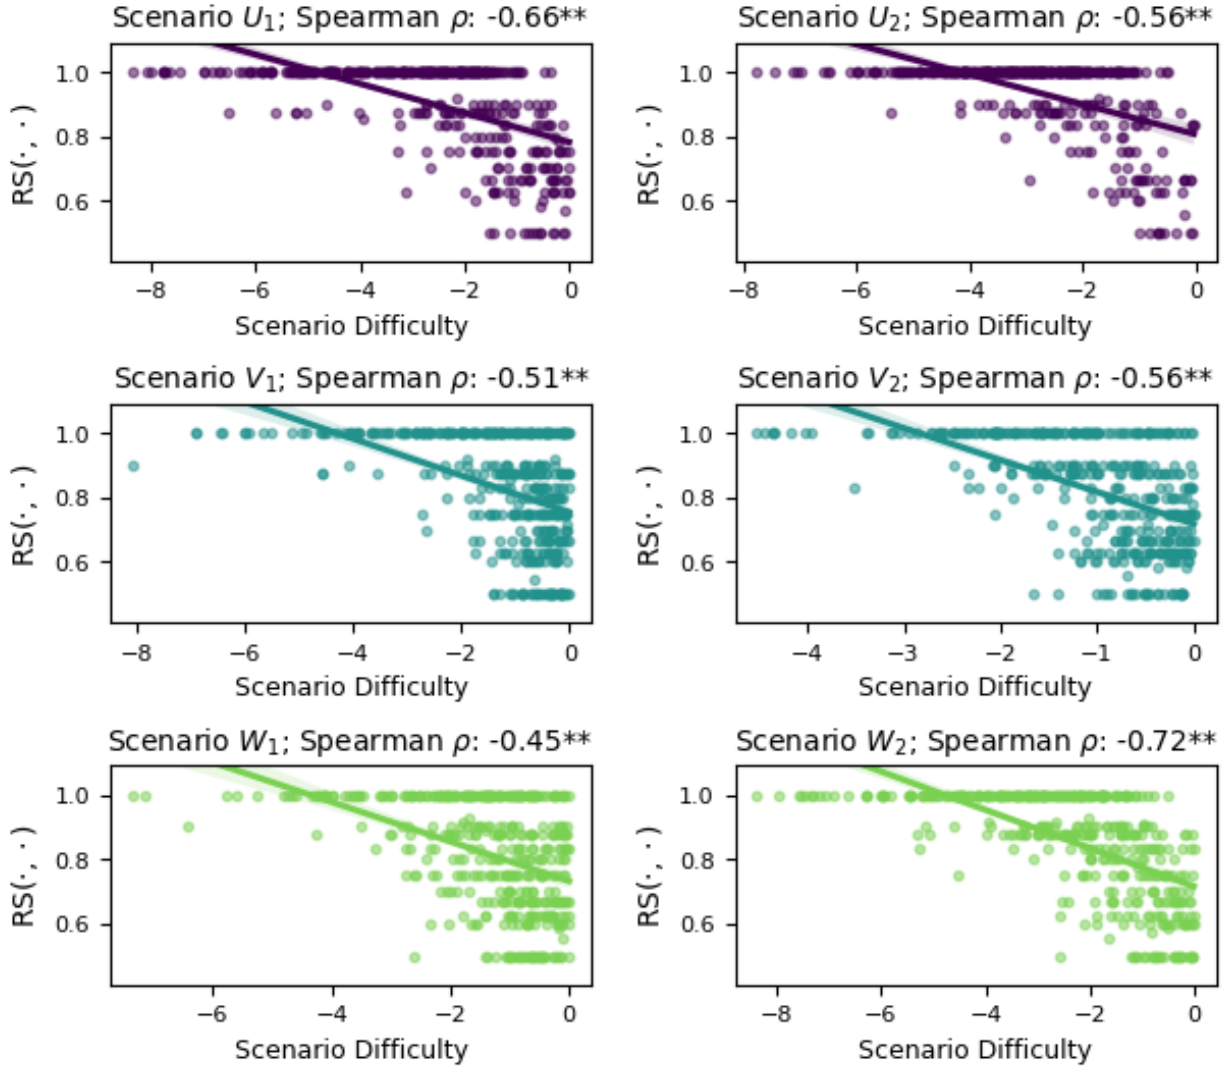 Scenario U₁; Spearman ρ: -0.66**
RS(·, ·)
1.0
0.8
0.6
−8 −6 −4 −2 0
Scenario Difficulty
Scenario U₂; Spearman ρ: -0.56**
RS(·, ·)
1.0
0.8
0.6
−8 −6 −4 −2 0
Scenario Difficulty
Scenario V₁; Spearman ρ: -0.51**
RS(·, ·)
1.0
0.8
0.6
−8 −6 −4 −2 0
Scenario Difficulty
Scenario V₂; Spearman ρ: -0.56**
RS(·, ·)
1.0
0.8
0.6
−4 −3 −2 −1 0
Scenario Difficulty
Scenario W₁; Spearman ρ: -0.45**
RS(·, ·)
1.0
0.8
0.6
−6 −4 −2 0
Scenario Difficulty
Scenario W₂; Spearman ρ: -0.72**
RS(·, ·)
1.0
0.8
0.6
−8 −6 −4 −2 0
Scenario Difficulty